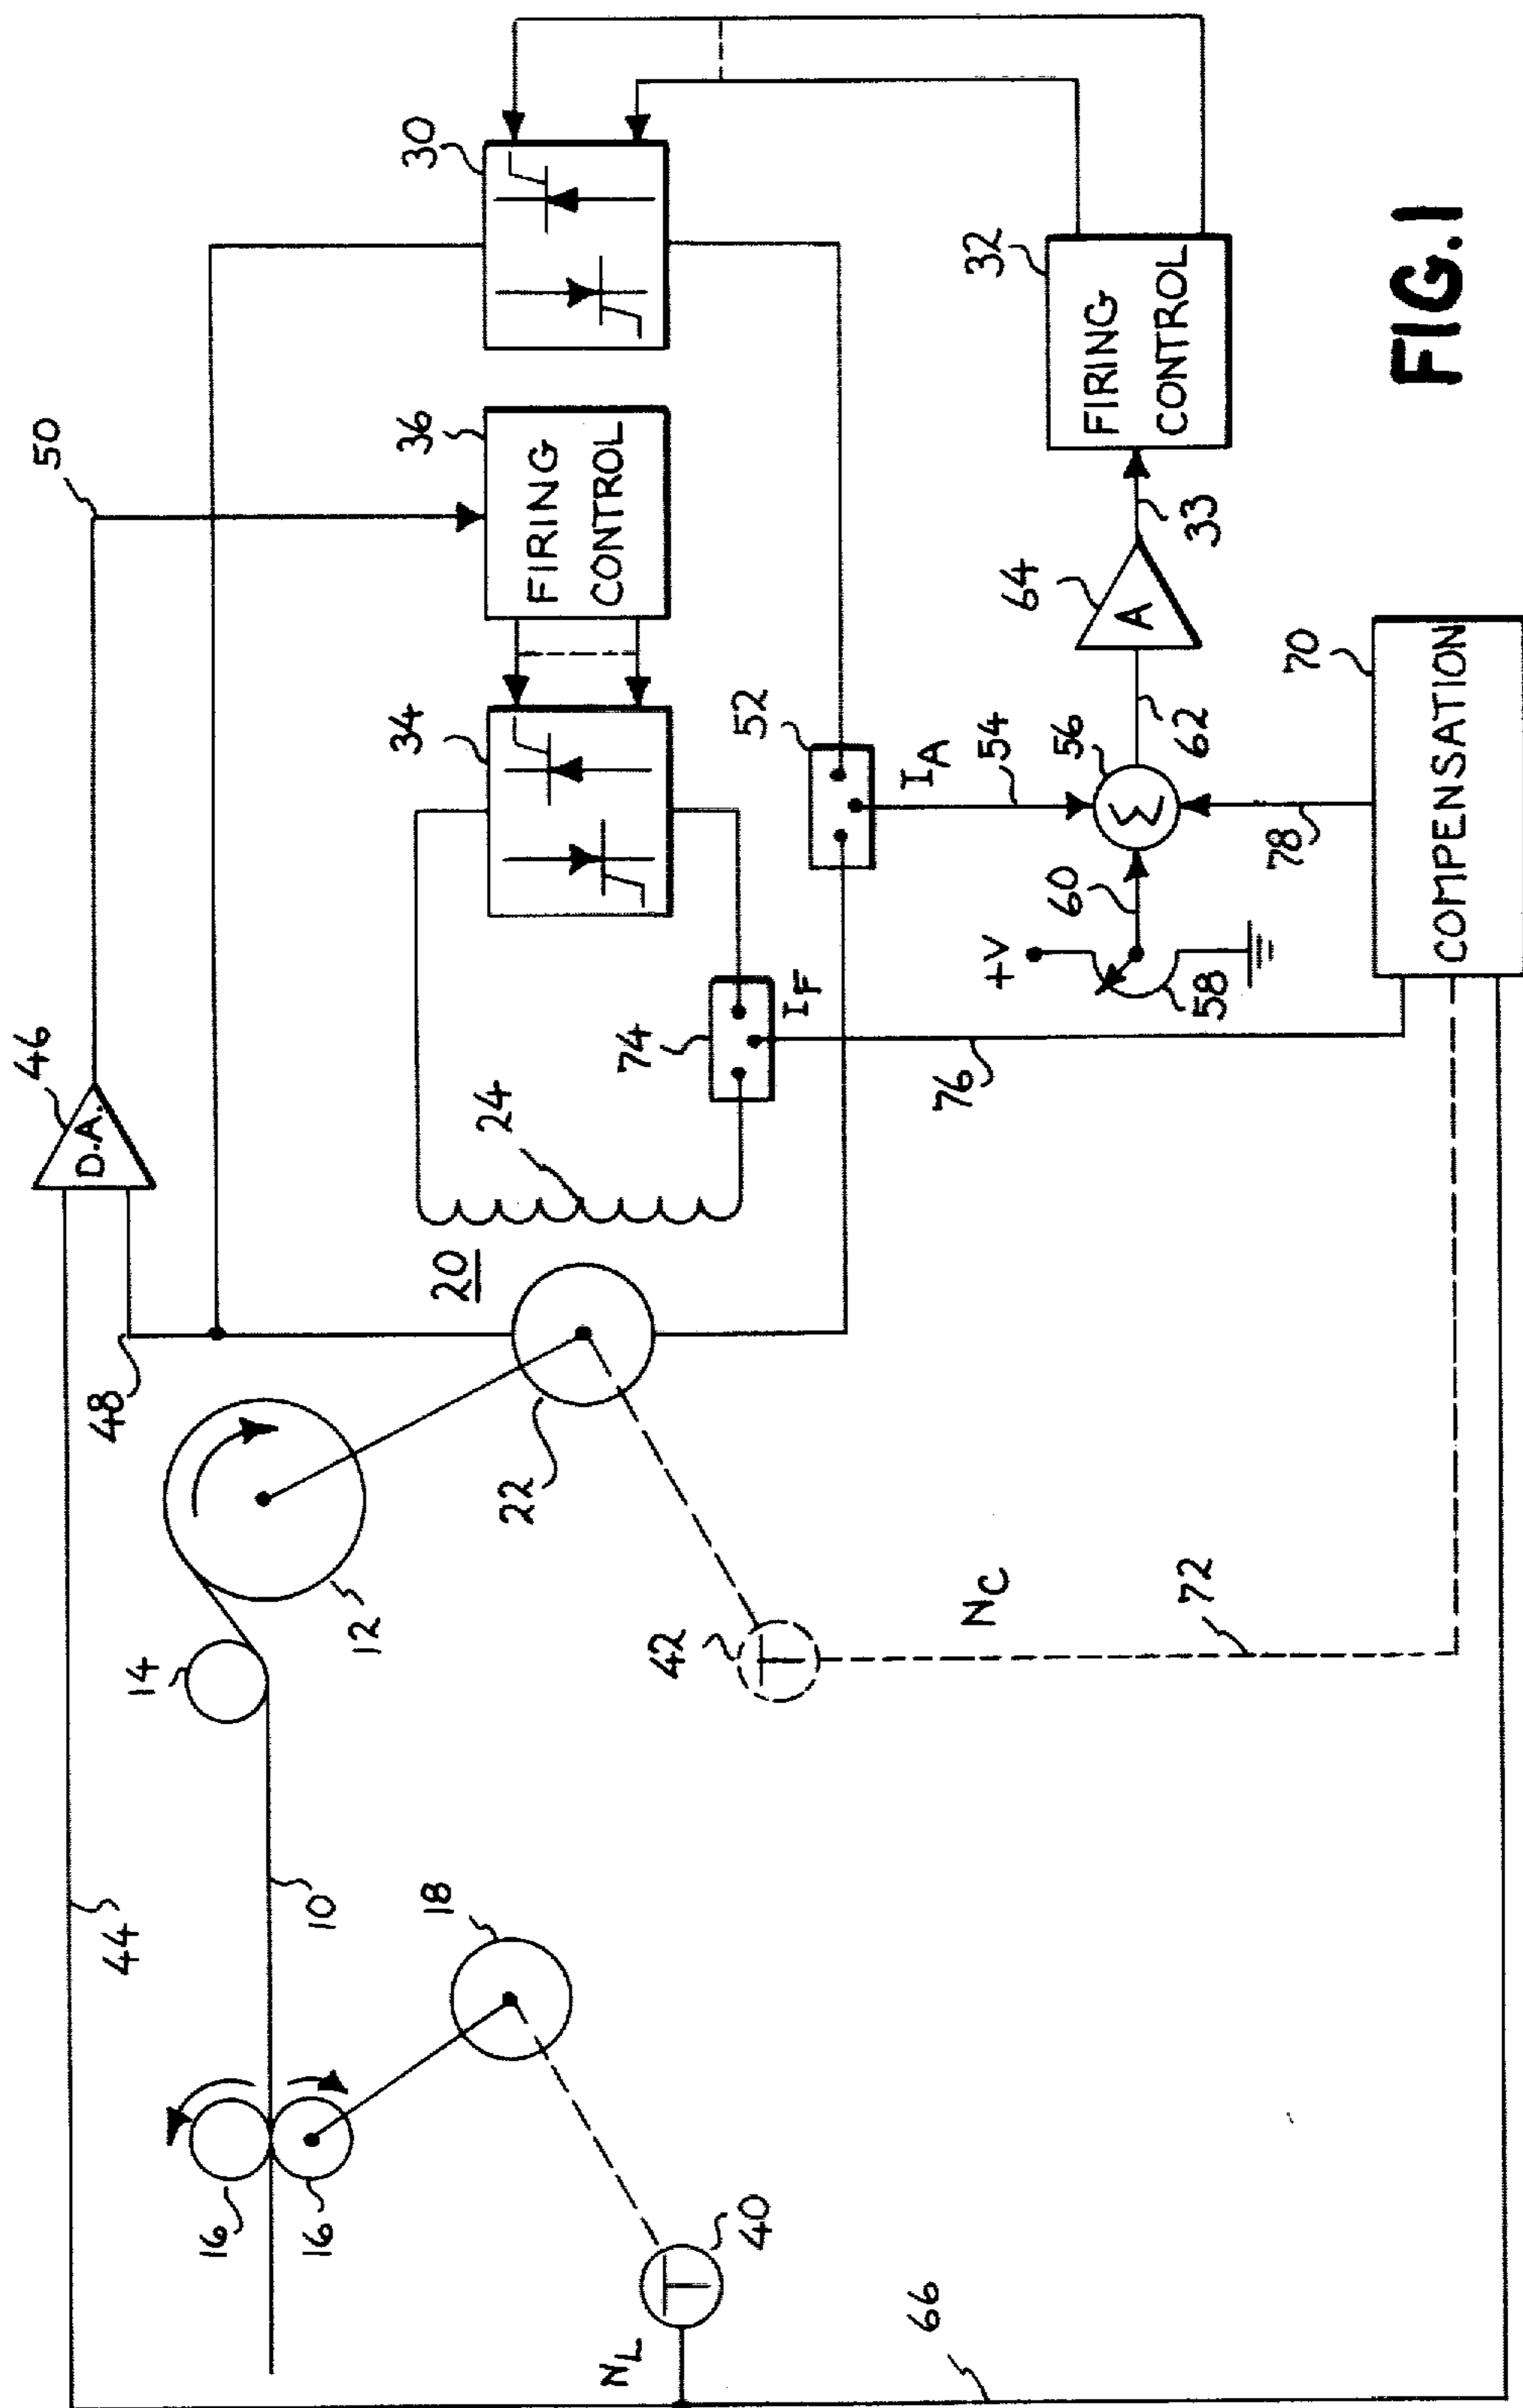 50
46
D.A.
36
FIRING
CONTROL
30
34
48
20
24
74
I_F
52
I_A
54
14
12
22
44
10
16
16
18
42
N_C
72
76
+V
58
60
56
Σ
62
78
64
A
33
32
FIRING
CONTROL
70
COMPENSATION
T
T
40
N_L
66
FIG.1